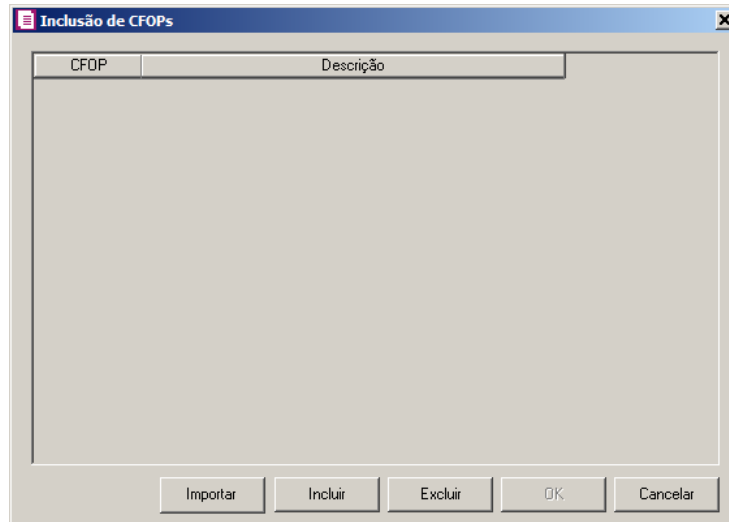 Inclusão de CFOPs
CFOP Descrição
Importar Incluir Excluir OK Cancelar